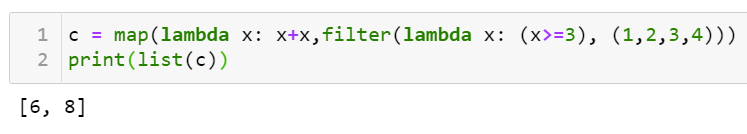 1 c = map(lambda x: x+x,filter(lambda x: (x>=3), (1,2,3,4)))
2 print(list(c))
[6, 8]